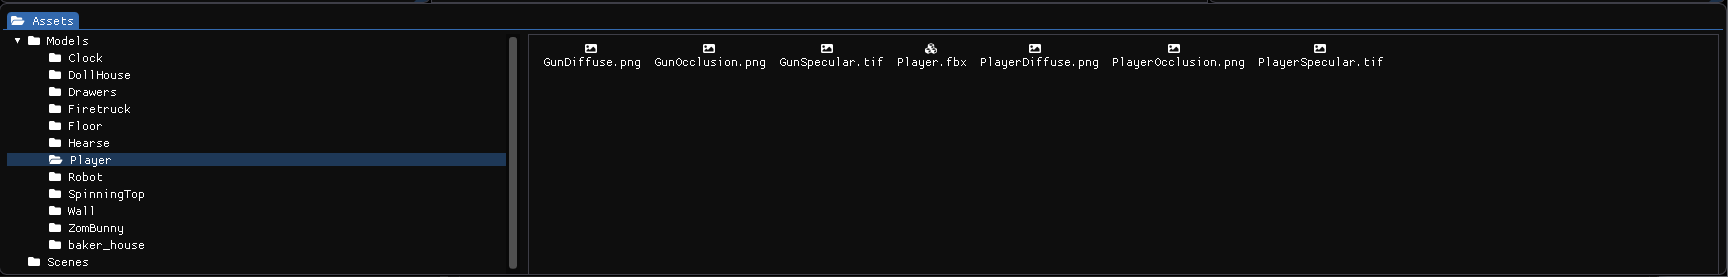 Assets
Models
Clock
DollHouse
Drawers
Firetruck
Floor
Hearse
Player
Robot
SpinningTop
Wall
ZomBunny
baker_house
Scenes
GunDiffuse.png GunOcclusion.png GunSpecular.tif Player.fbx PlayerDiffuse.png PlayerOcclusion.png PlayerSpecular.tif